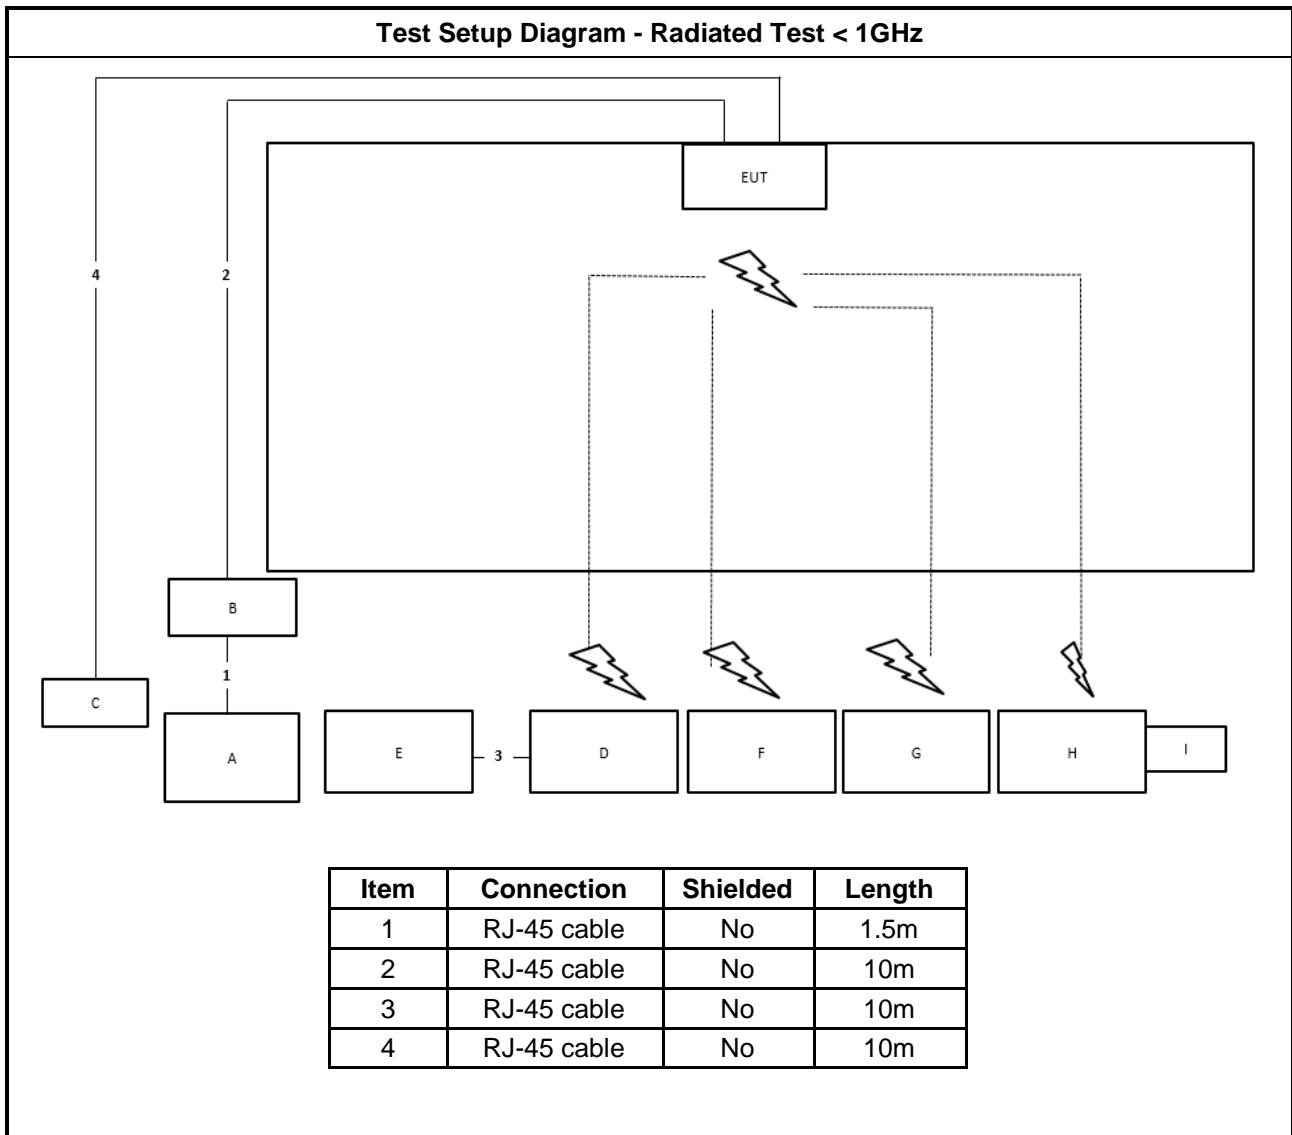 Test Setup Diagram - Radiated Test < 1GHz
EUT
4
2
B
1
C
A
E
3
D
F
G
H
I
Item Connection Shielded Length
1 RJ-45 cable No 1.5m
2 RJ-45 cable No 10m
3 RJ-45 cable No 10m
4 RJ-45 cable No 10m